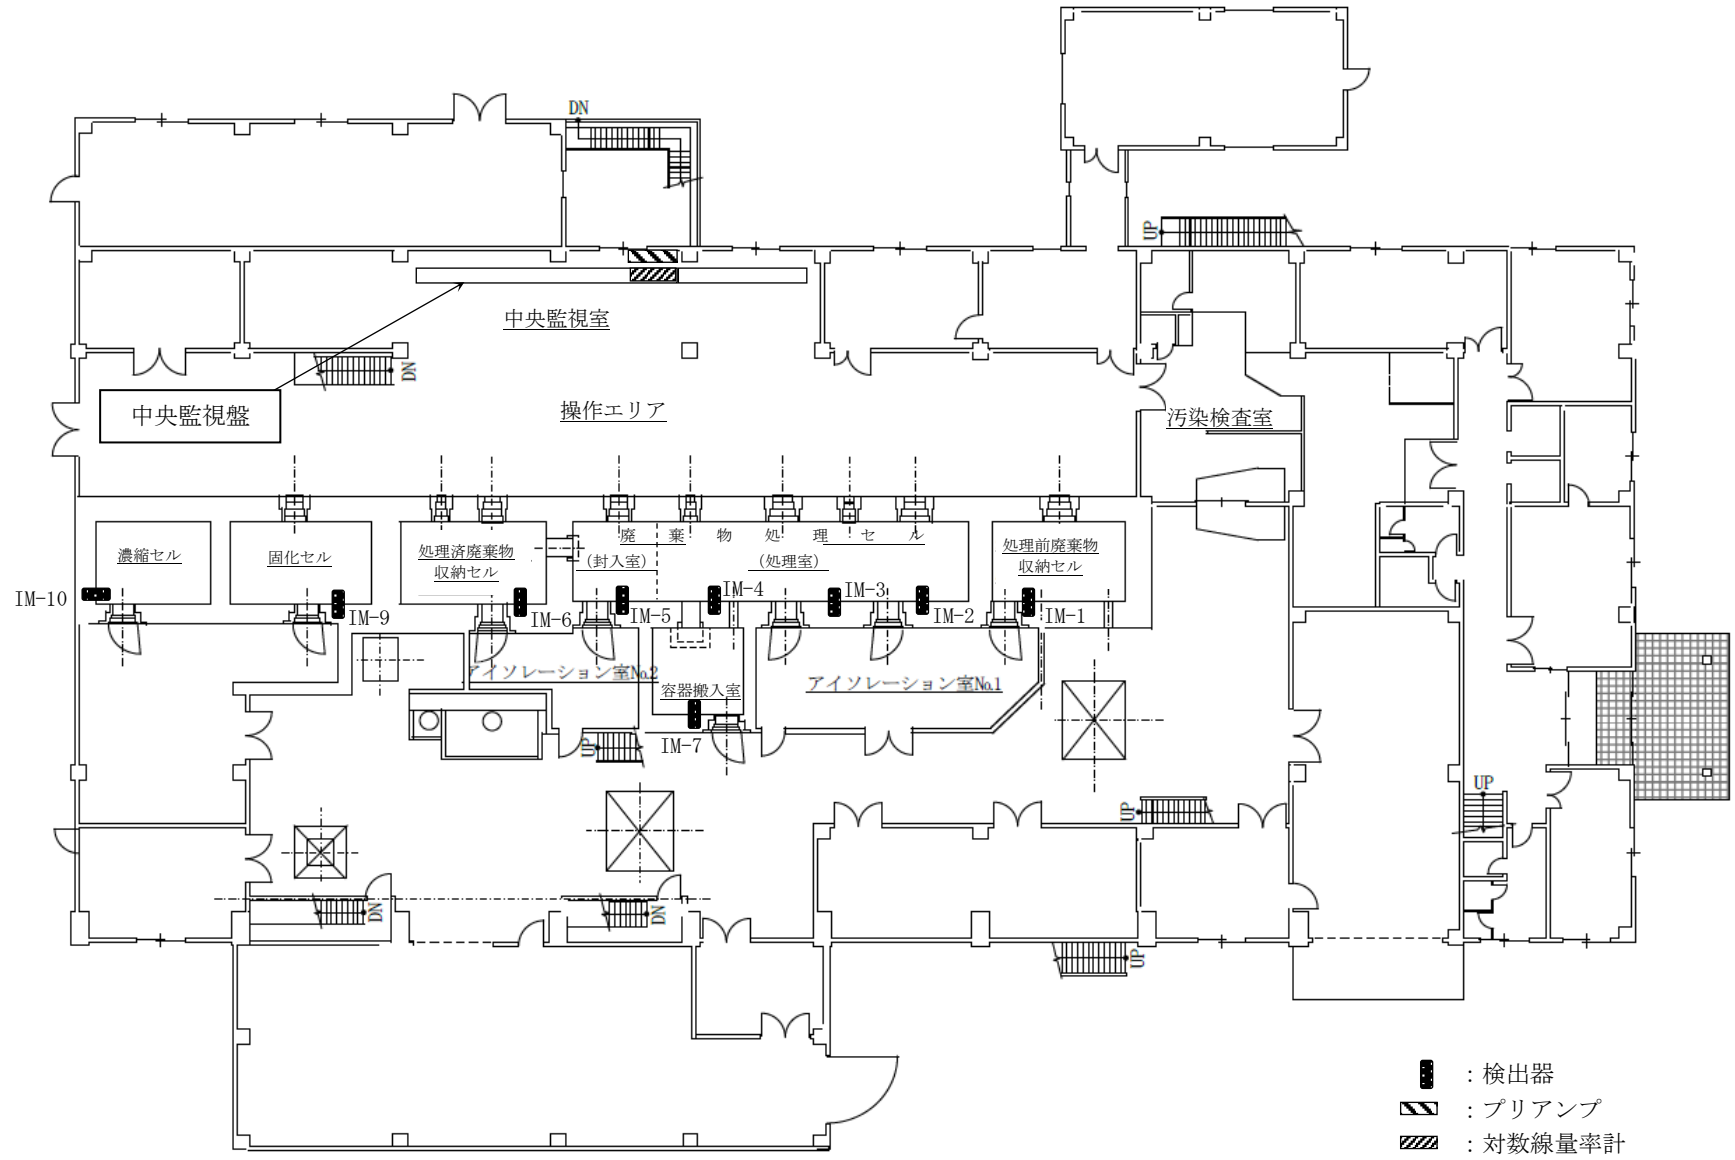 DN
UP
中央監視室
DN
中央監視盤
操作エリア
汚染検査室
廃棄物処理セル
濃縮セル
固化セル
処理済廃棄物
収納セル
(封入室)
(処理室)
処理前廃棄物
収納セル
IM-10
IM-9
IM-6
IM-5
IM-4
IM-3
IM-2
IM-1
アイソレーション室№2
容器搬入室
アイソレーション室№1
IM-7
UP
UP
UP
DN
DN
UP
：検出器
：プリアンプ
：対数線量率計